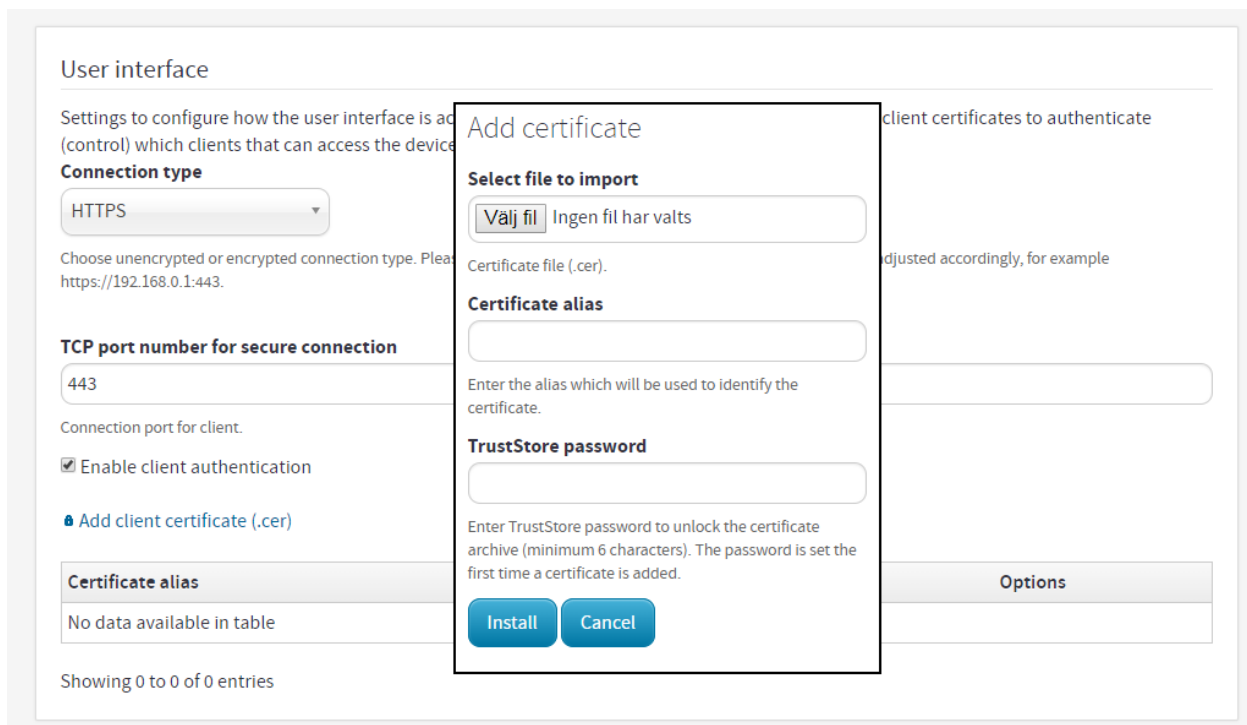 User interface
Settings to configure how the user interface is ac
client certificates to authenticate
(control) which clients that can access the device
Connection type
HTTPS
Choose unencrypted or encrypted connection type. Plea
djusted accordingly, for example
https://192.168.0.1:443.
TCP port number for secure connection
443
Connection port for client.
Enable client authentication
Add client certificate (.cer)
Certificate alias
Options
No data available in table
Showing 0 to 0 of 0 entries
Add certificate
Select file to import
Välj fil Ingen fil har valts
Certificate file (.cer).
Certificate alias
Enter the alias which will be used to identify the
certificate.
TrustStore password
Enter TrustStore password to unlock the certificate
archive (minimum 6 characters). The password is set the
first time a certificate is added.
Install Cancel